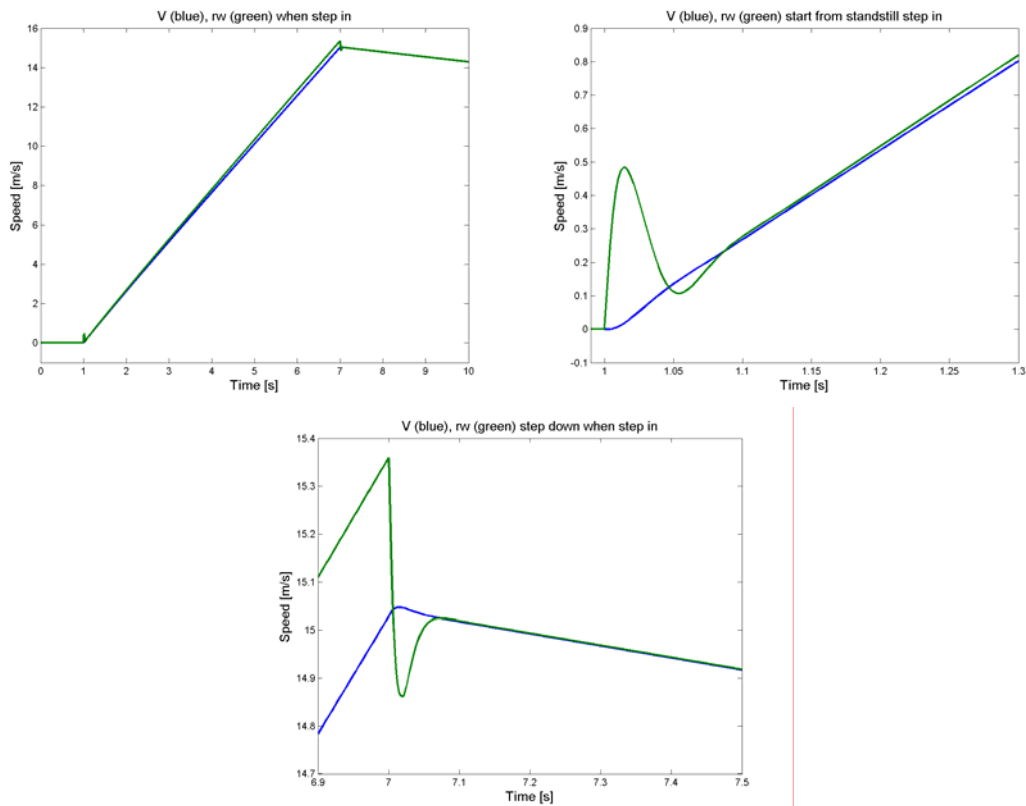 V (blue), rw (green) when step in
16
14
12
10
8
6
4
2
0
Speed [m/s]
0 1 2 3 4 5 6 7 8 9 10
Time [s]
V (blue), rw (green) start from standstill step in
0.9
0.8
0.7
0.6
0.5
0.4
0.3
0.2
0.1
0
-0.1
Speed [m/s]
1 1.05 1.1 1.15 1.2 1.25 1.3
Time [s]
V (blue), rw (green) step down when step in
15.4
15.3
15.2
15.1
15
14.9
14.8
14.7
Speed [m/s]
6.9 7 7.1 7.2 7.3 7.4 7.5
Time [s]